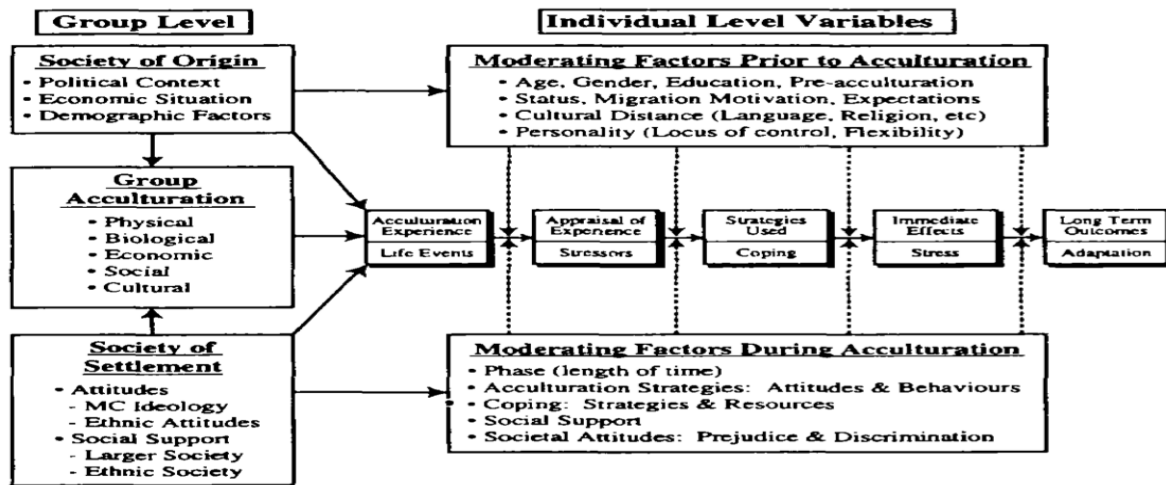 Group Level
Individual Level Variables
Society of Origin
• Political Context
• Economic Situation
• Demographic Factors
Moderating Factors Prior to Acculturation
• Age, Gender, Education, Pre-acculturation
• Status, Migration Motivation, Expectations
• Cultural Distance (Language, Religion, etc)
• Personality (Locus of control, Flexibility)
Group
Acculturation
• Physical
• Biological
• Economic
• Social
• Cultural
Acculturation
Experience
Life Events
Appraisal of
Experience
Stressors
Strategies
Used
Coping
Immediate
Effects
Stress
Long Term
Outcomes
Adaptation
Society of
Settlement
• Attitudes
- MC Ideology
- Ethnic Attitudes
• Social Support
- Larger Society
- Ethnic Society
Moderating Factors During Acculturation
• Phase (length of time)
• Acculturation Strategies: Attitudes & Behaviours
• Coping: Strategies & Resources
• Social Support
• Societal Attitudes: Prejudice & Discrimination